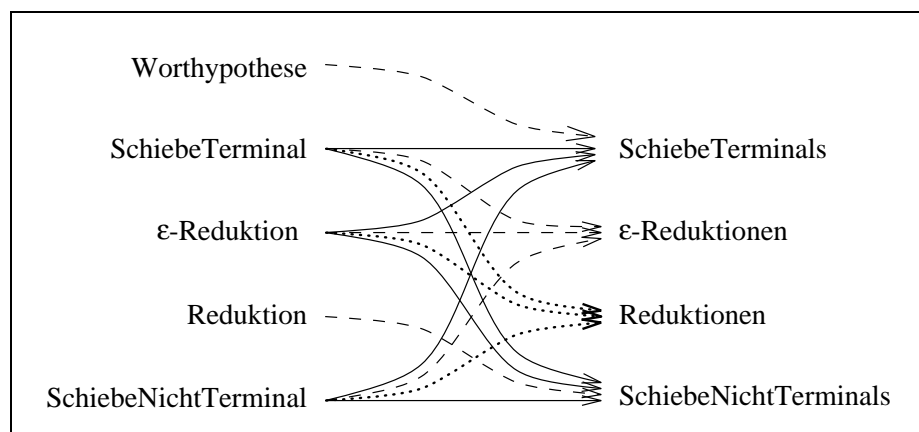 Worthypothese
SchiebeTerminal SchiebeTerminals
ε-Reduktion ε-Reduktionen
Reduktion Reduktionen
SchiebeNichtTerminal SchiebeNichtTerminals